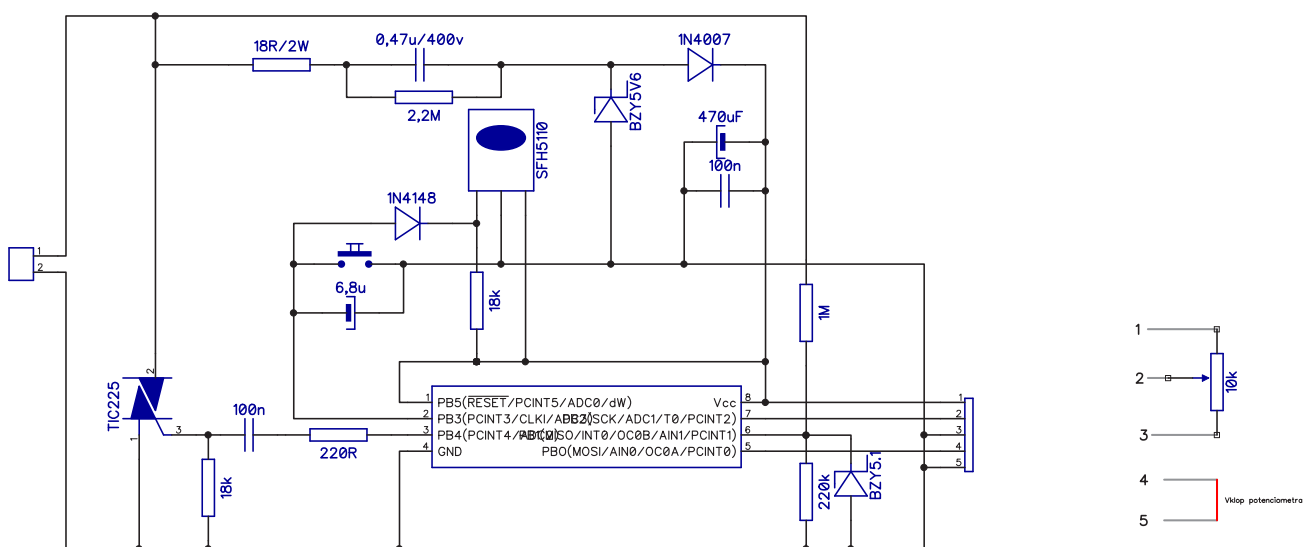 18R/2W
0,47u/400v
1N4007
2,2M
BZY5V6
470uF
100n
SFH5110
1N4148
1
2
6,8u
18k
1M
1
2
3
10k
TIC225
2
1
3
100n
220R
18k
1 PB5(RESET/PCINT5/ADC0/dW) Vcc 8
2 PB3(PCINT3/CLKI/ PB2(SCK/ADC1/T0/PCINT2) 7
3 PB4(PCINT4/ /INT0/OC0B/AIN1/PCINT1) 6
4 GND PB0(MOSI/AIN0/OC0A/PCINT0) 5
1
2
3
4
5
220k
BZY5.1
4
5
Vklop potenciometra